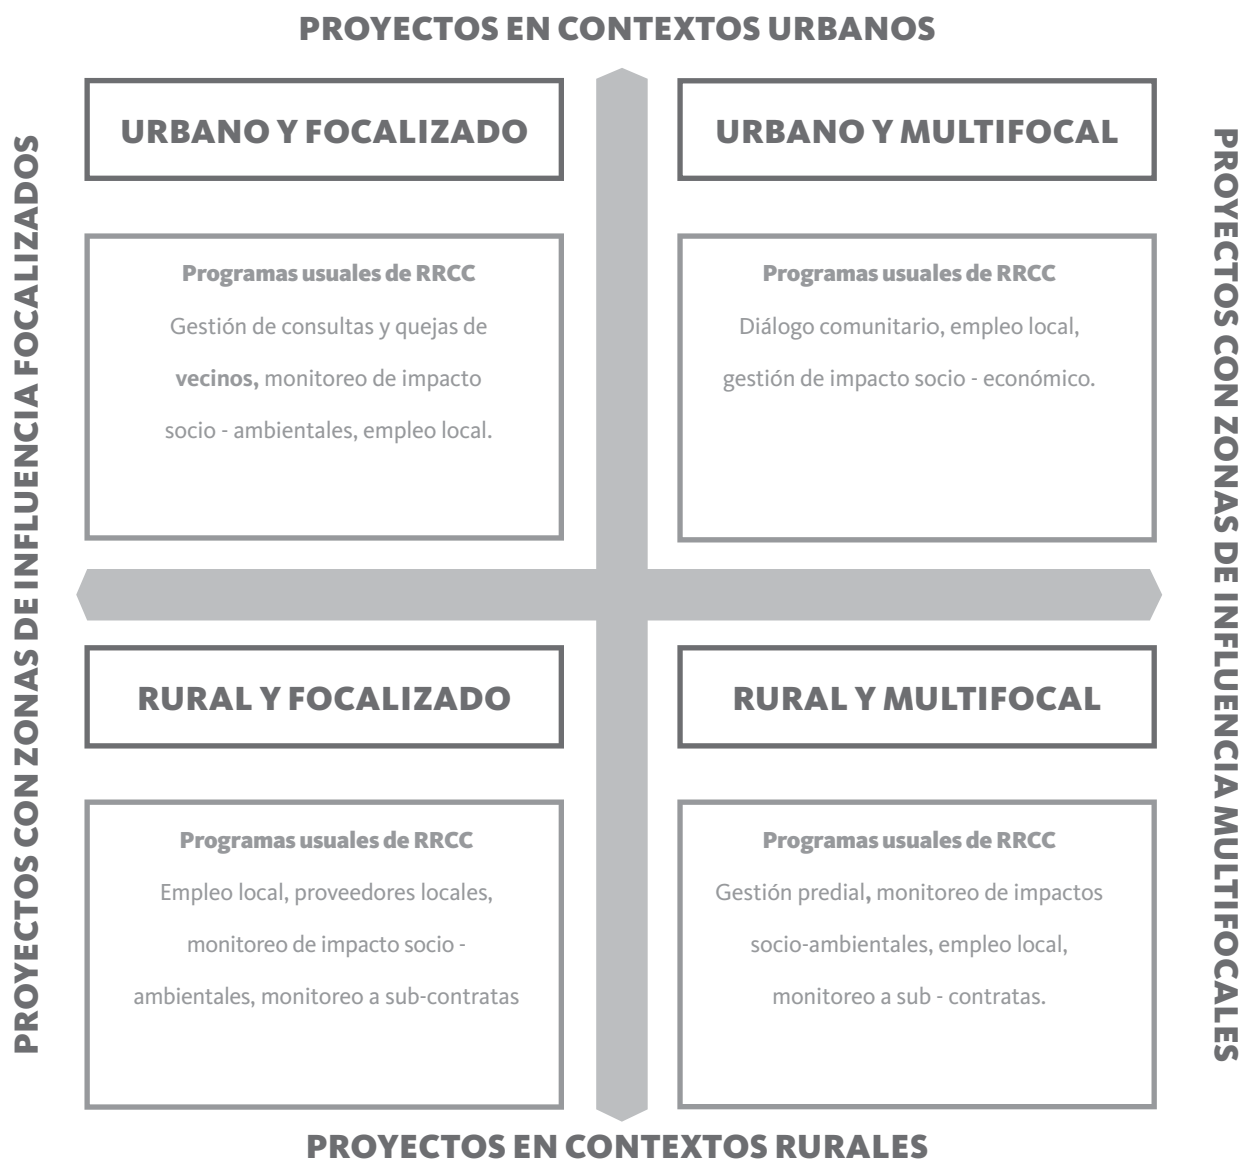 PROYECTOS EN CONTEXTOS URBANOS
PROYECTOS CON ZONAS DE INFLUENCIA FOCALIZADOS
URBANO Y FOCALIZADO
Programas usuales de RRCC
Gestión de consultas y quejas de
vecinos, monitoreo de impacto
socio - ambientales, empleo local.
URBANO Y MULTIFOCAL
Programas usuales de RRCC
Diálogo comunitario, empleo local,
gestión de impacto socio - económico.
PROYECTOS CON ZONAS DE INFLUENCIA MULTIFOCALES
RURAL Y FOCALIZADO
Programas usuales de RRCC
Empleo local, proveedores locales,
monitoreo de impacto socio -
ambientales, monitoreo a sub-contratas
RURAL Y MULTIFOCAL
Programas usuales de RRCC
Gestión predial, monitoreo de impactos
socio-ambientales, empleo local,
monitoreo a sub - contratas.
PROYECTOS EN CONTEXTOS RURALES